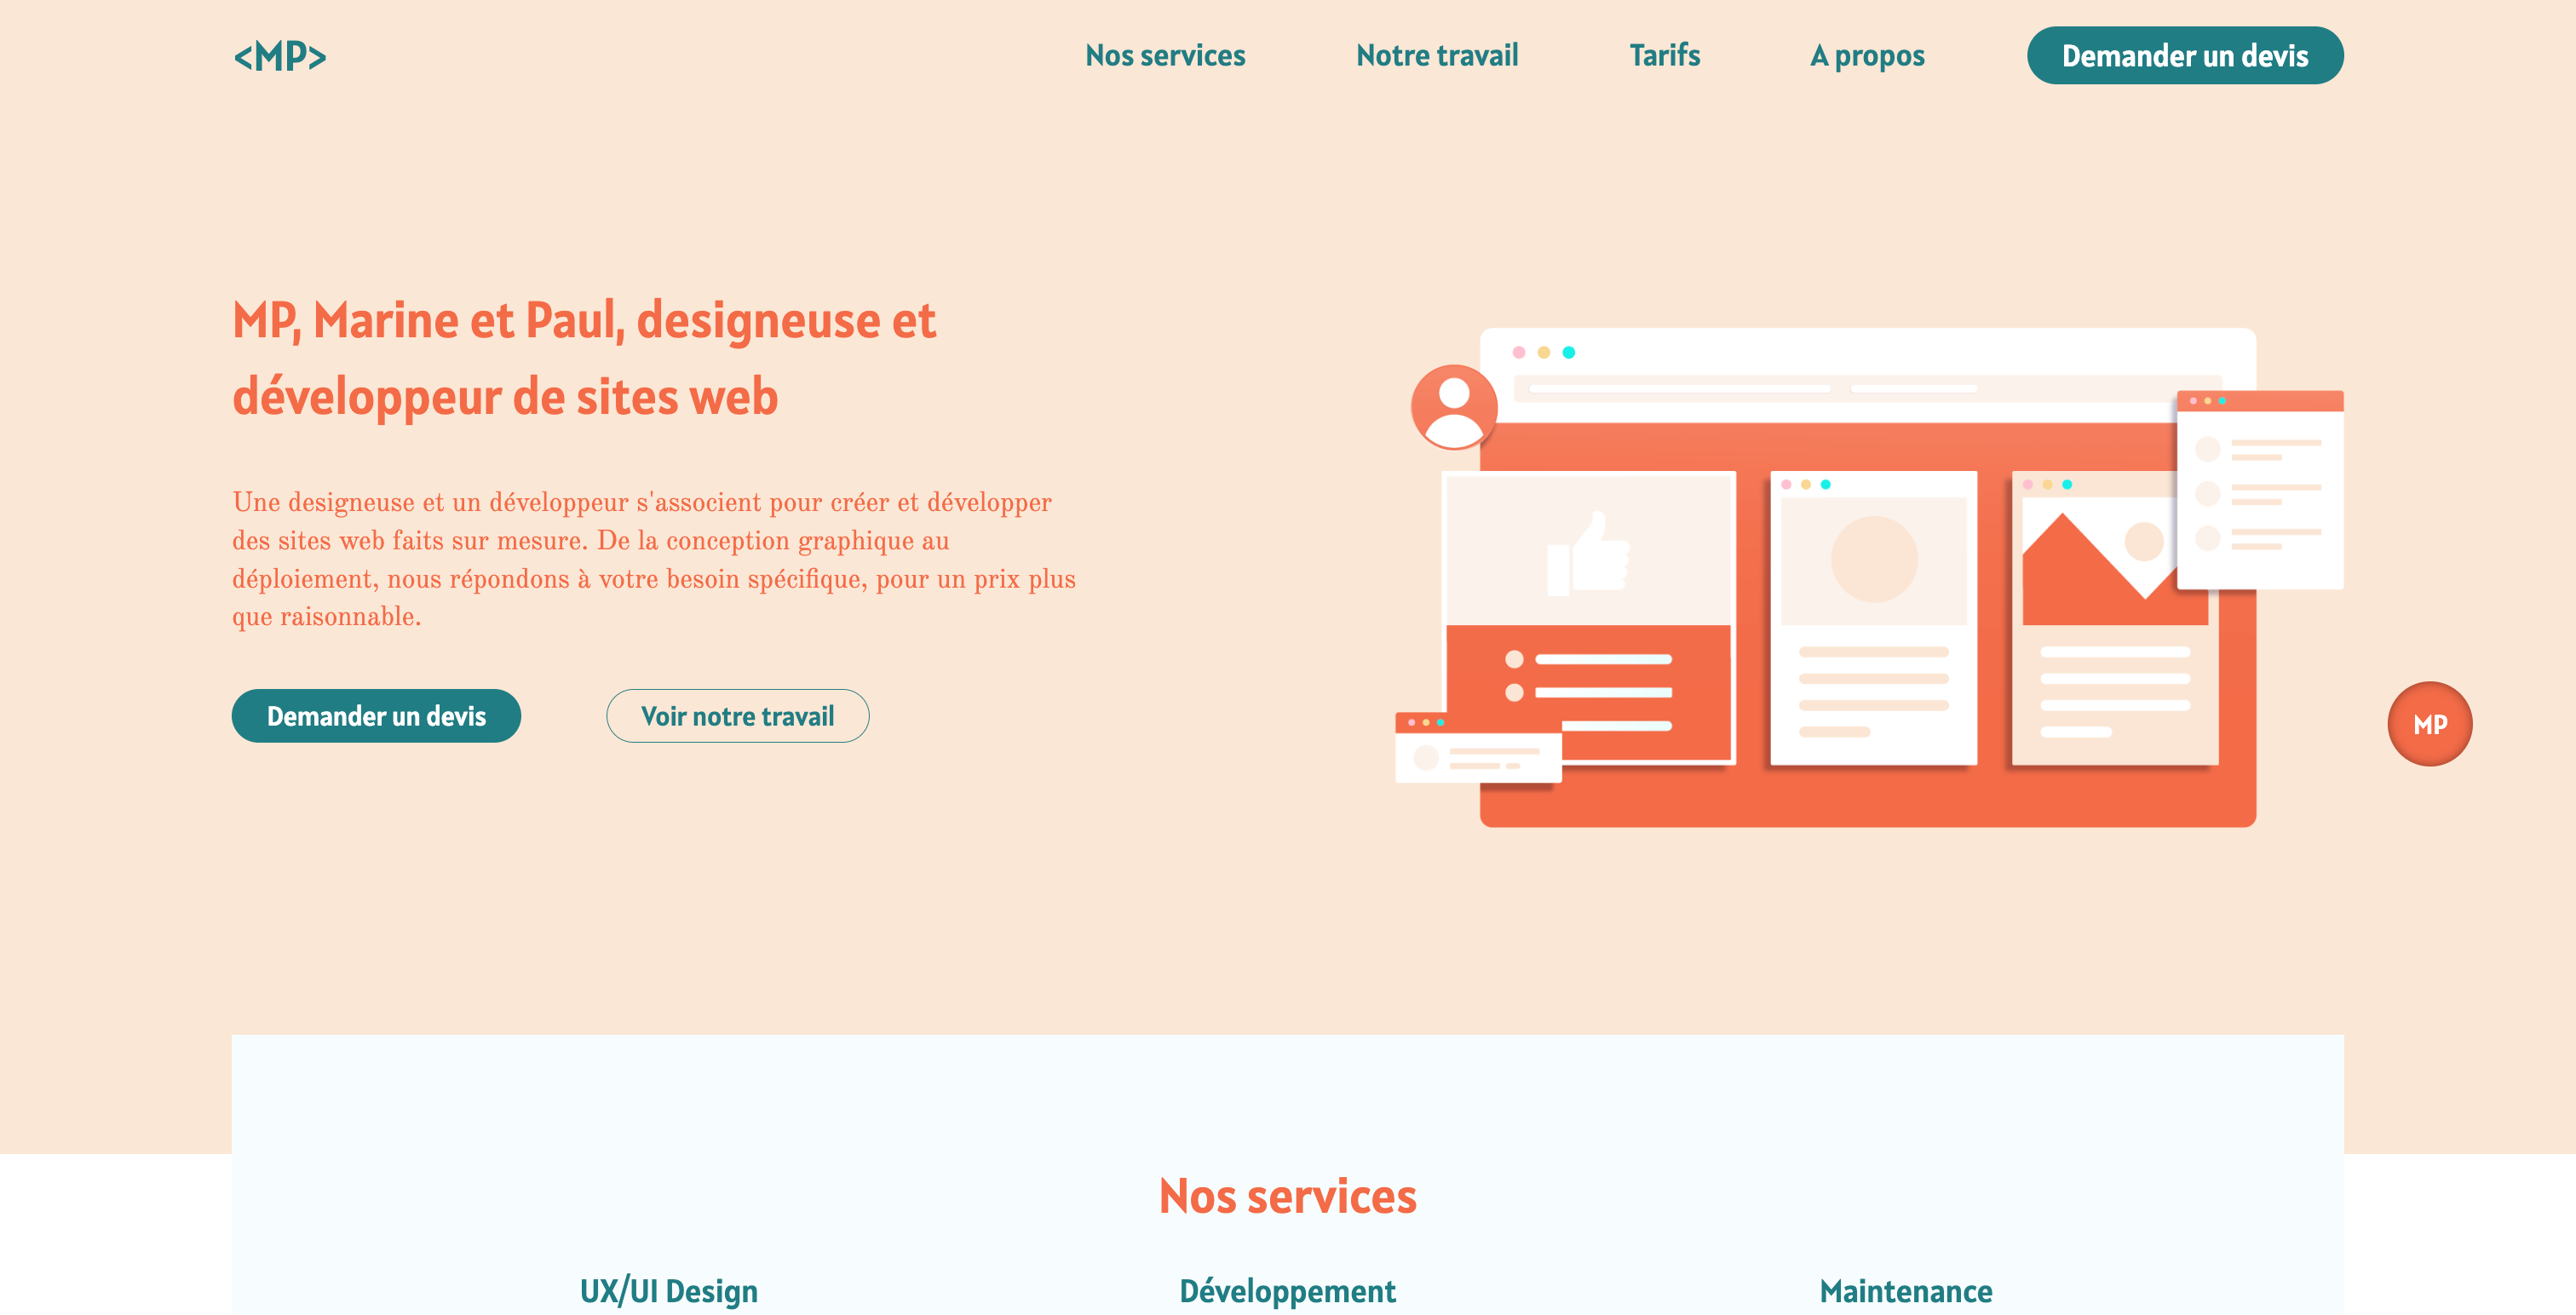 <MP>
Nos services
Notre travail
Tarifs
A propos
Demander un devis
MP, Marine et Paul, designeuse et
développeur de sites web
Une designeuse et un développeur s'associent pour créer et développer
des sites web faits sur mesure. De la conception graphique au
déploiement, nous répondons à votre besoin spécifique, pour un prix plus
que raisonnable.
Demander un devis
Voir notre travail
MP
Nos services
UX/UI Design
Développement
Maintenance